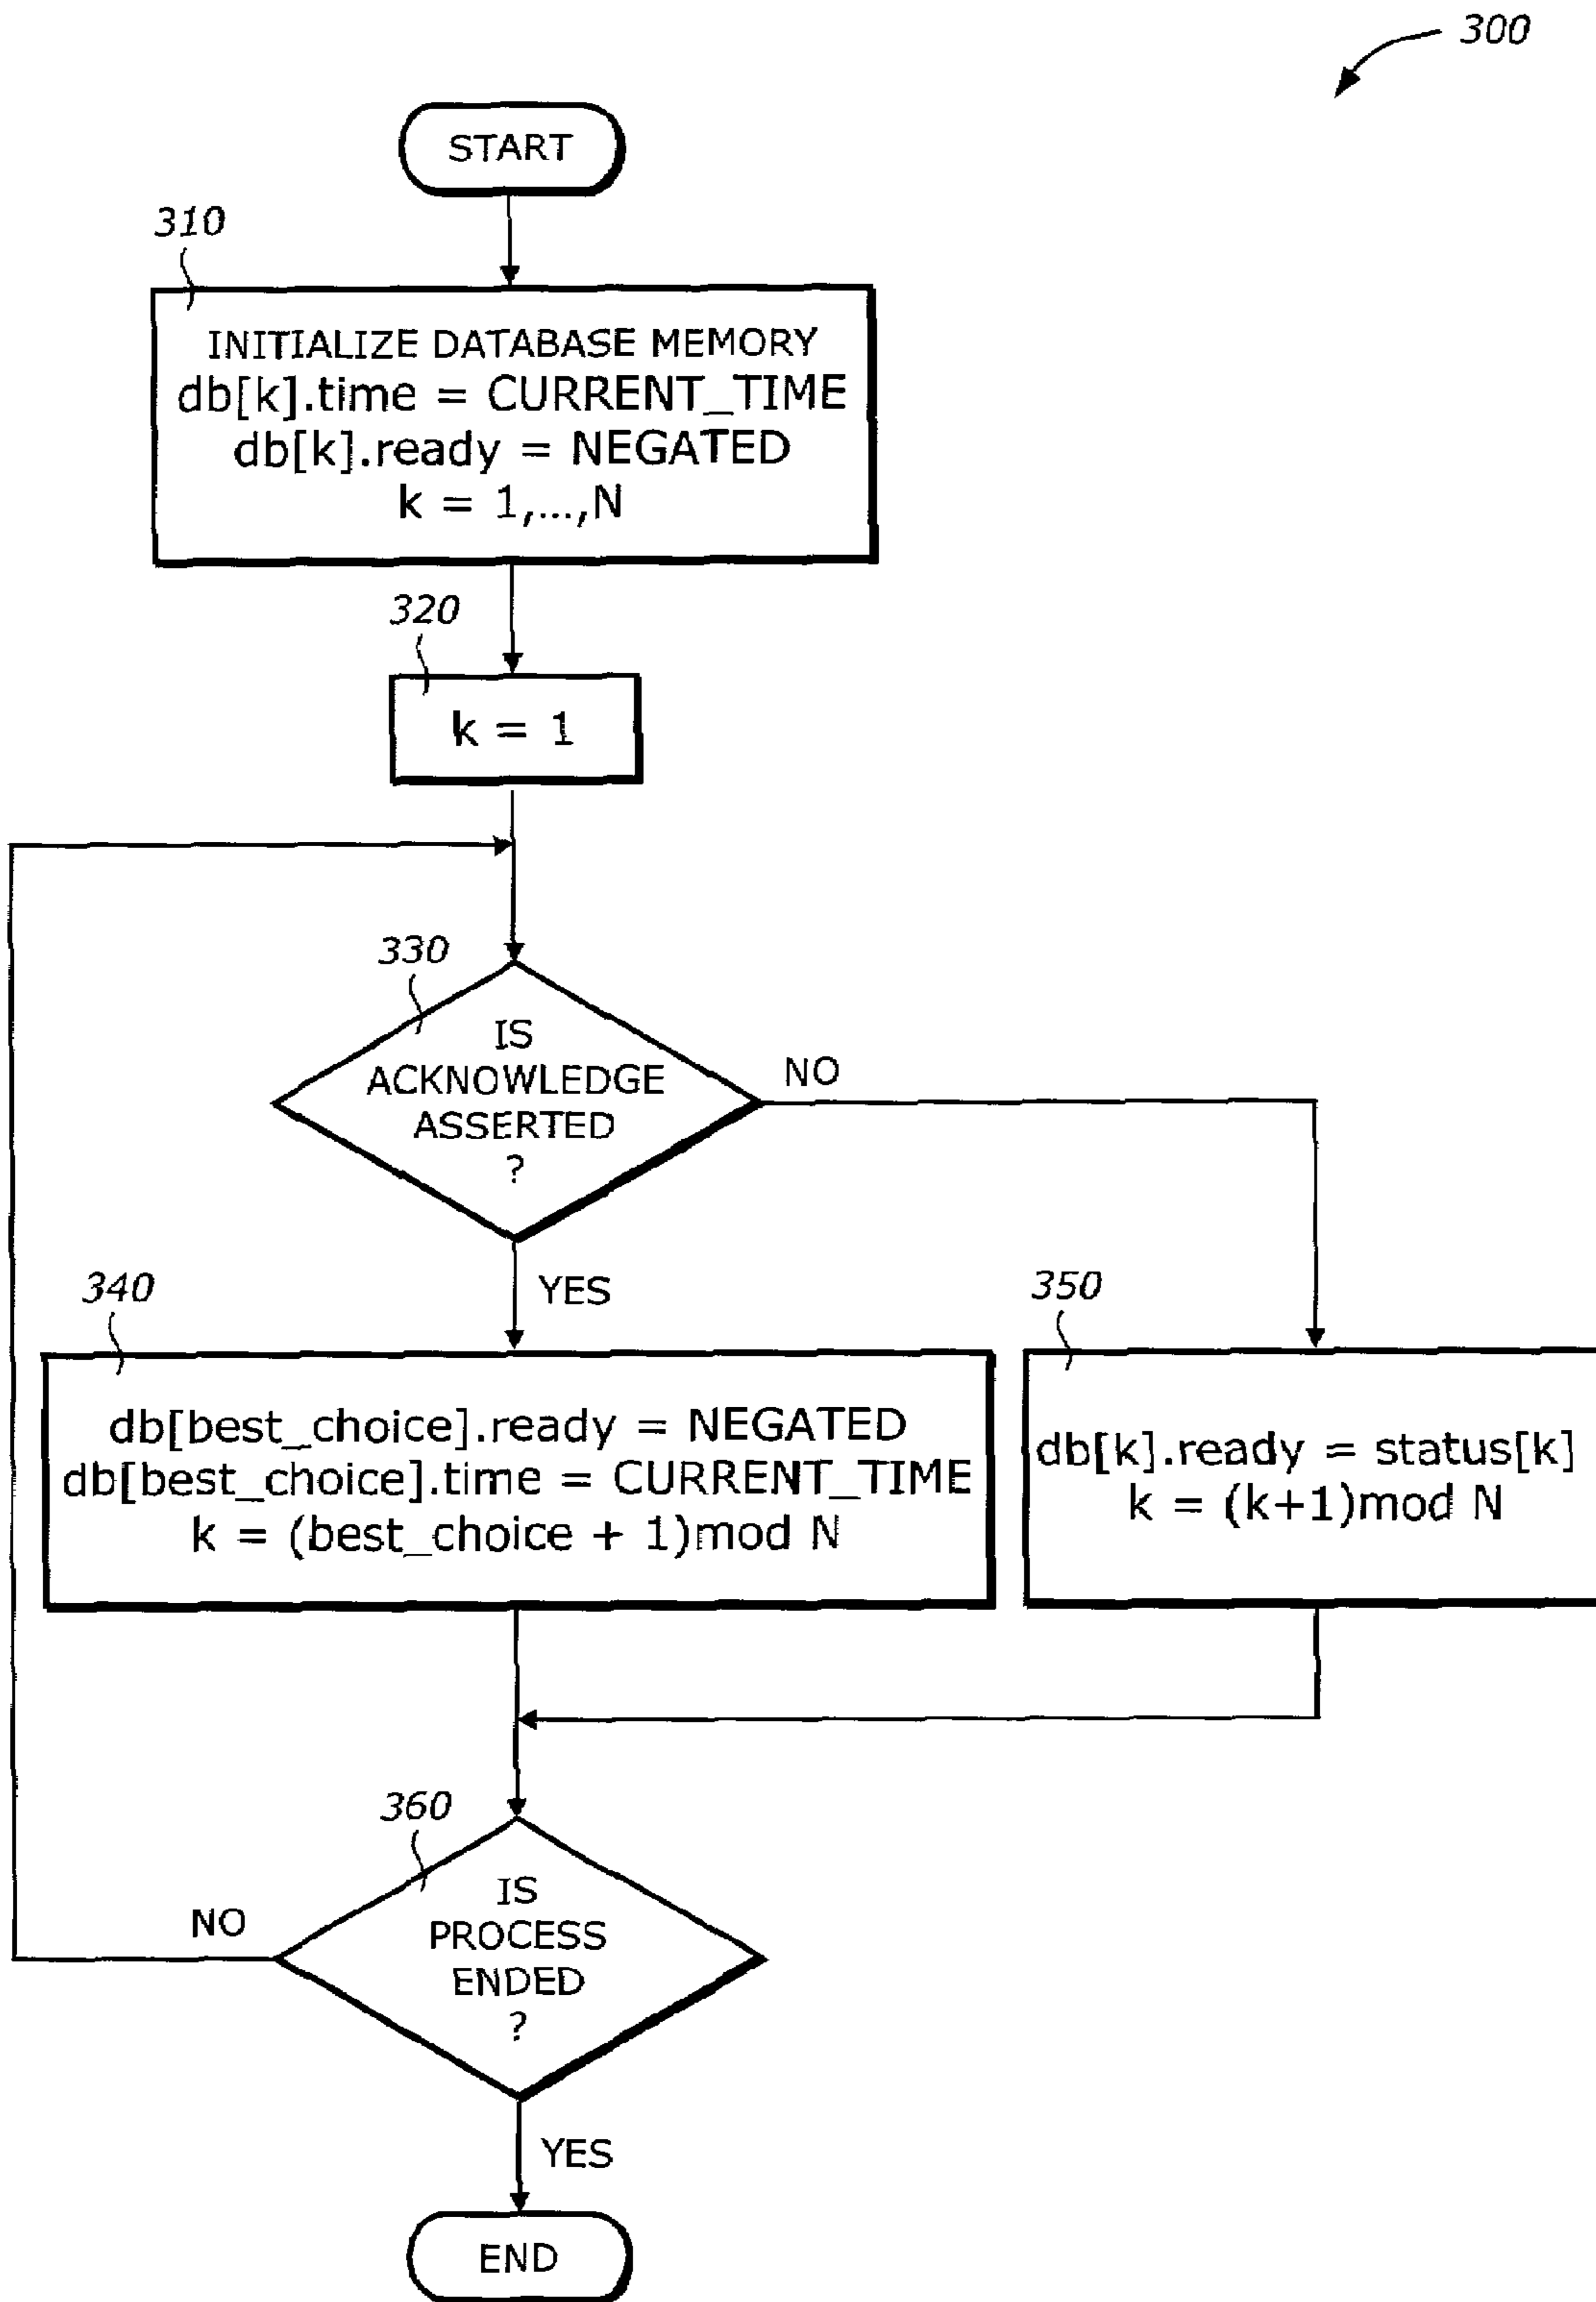 300
START
310
INITIALIZE DATABASE MEMORY
db[k].time = CURRENT_TIME
db[k].ready = NEGATED
k = 1,...,N
320
k = 1
330
IS
ACKNOWLEDGE
ASSERTED
?
NO
YES
340
db[best_choice].ready = NEGATED
db[best_choice].time = CURRENT_TIME
k = (best_choice + 1)mod N
350
db[k].ready = status[k]
k = (k+1)mod N
360
IS
PROCESS
ENDED
?
NO
YES
END